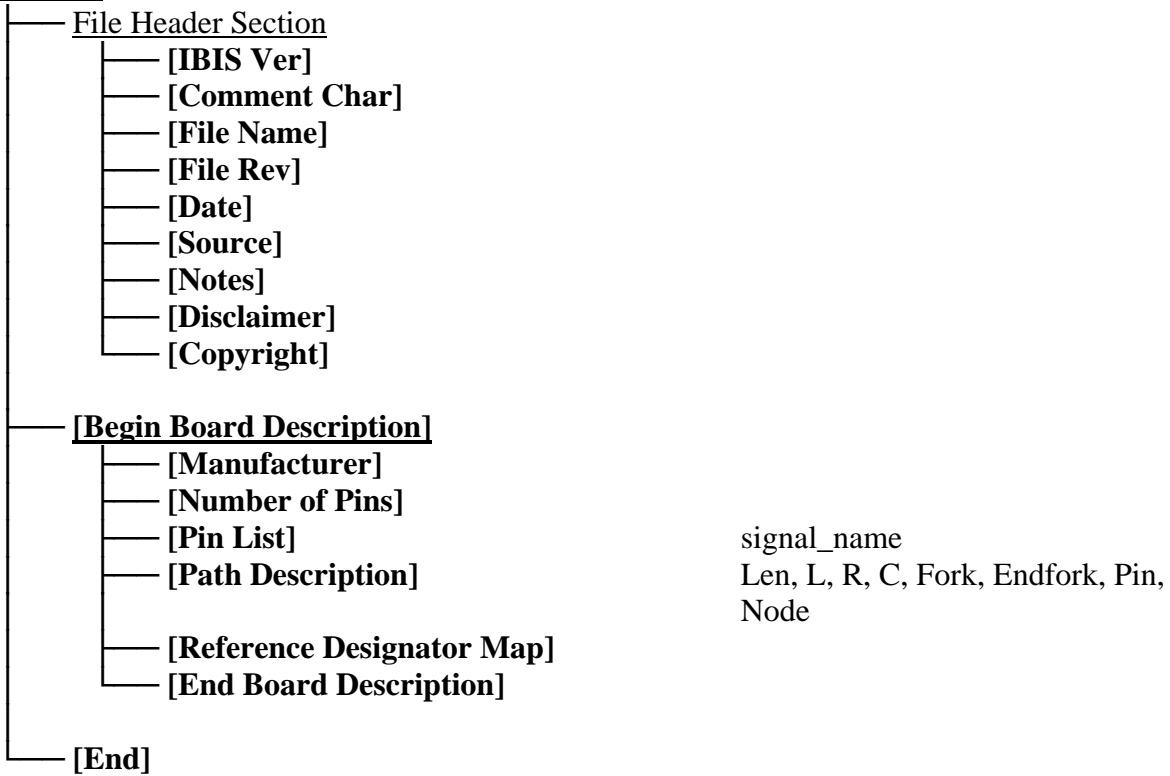 File Header Section
[IBIS Ver]
[Comment Char]
[File Name]
[File Rev]
[Date]
[Source]
[Notes]
[Disclaimer]
[Copyright]
[Begin Board Description]
[Manufacturer]
[Number of Pins]
[Pin List] signal_name
[Path Description] Len, L, R, C, Fork, Endfork, Pin,
Node
[Reference Designator Map]
[End Board Description]
[End]